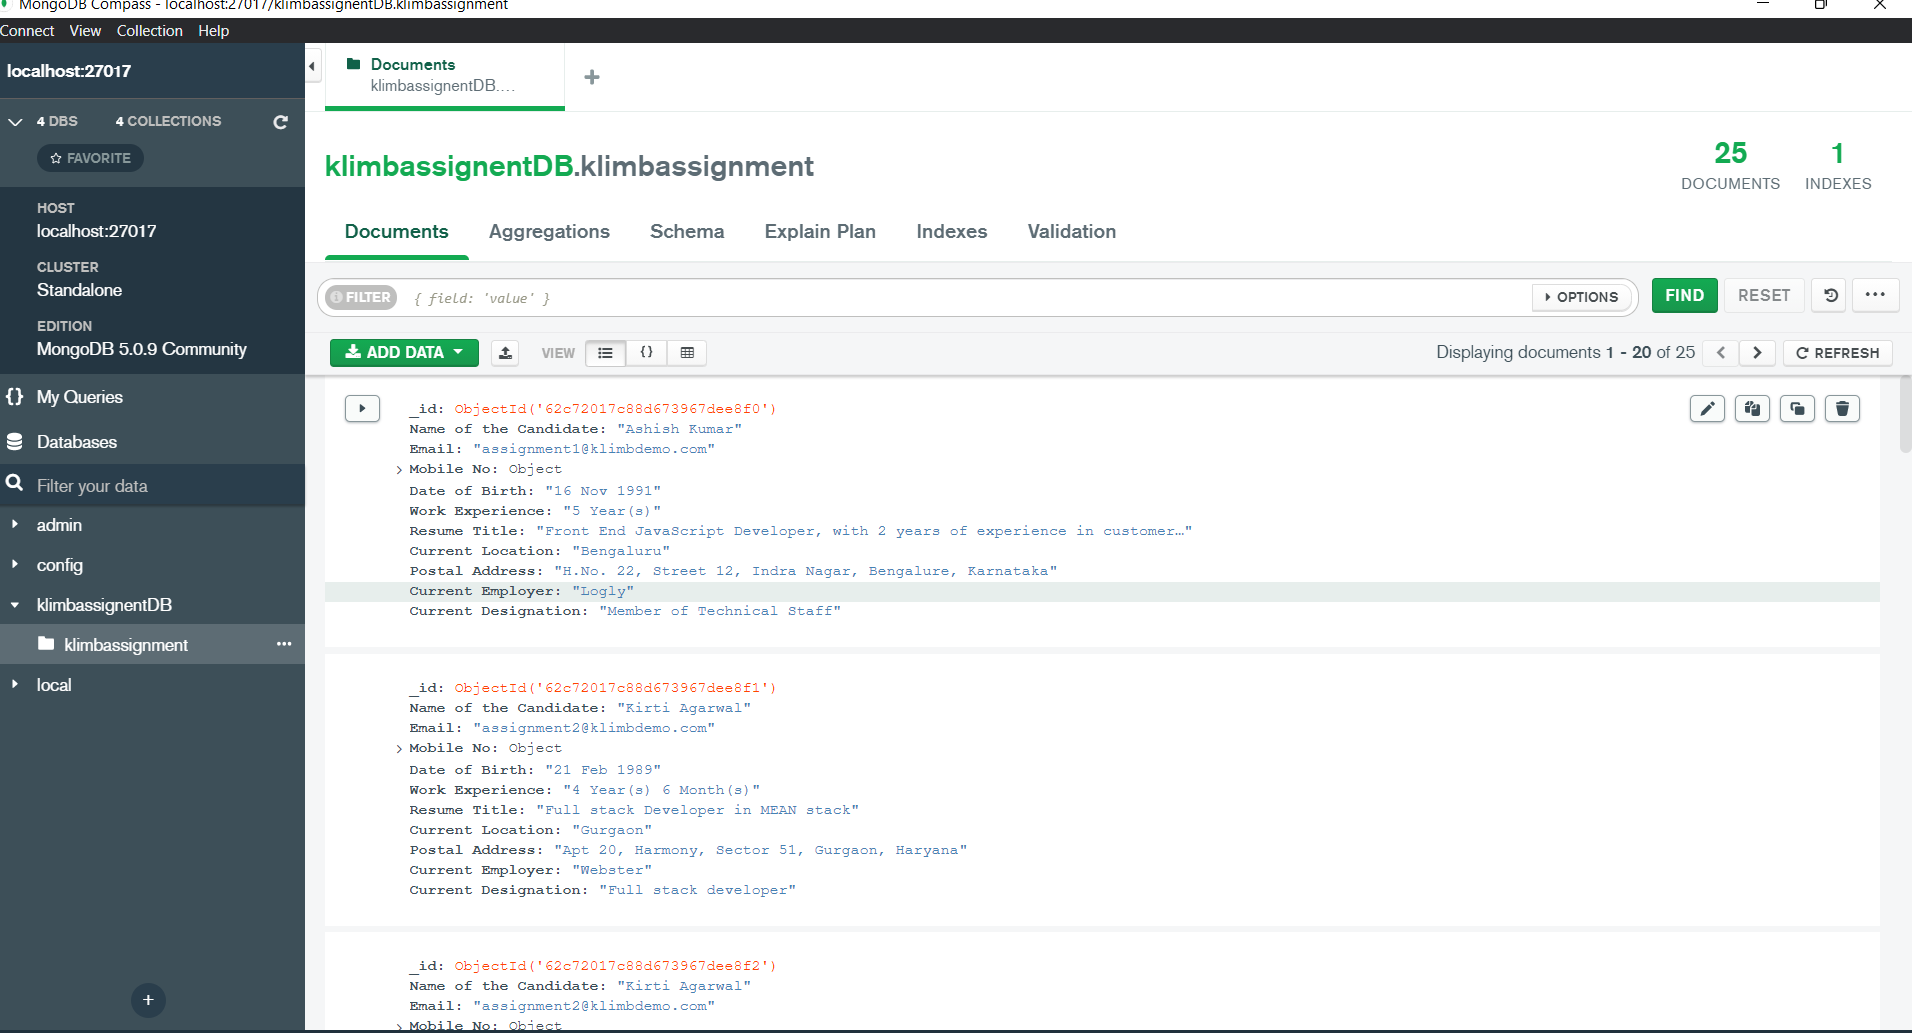 MongoDB Compass - localhost:27017/klimbassignentDB.klimbassignment
Connect View Collection Help
localhost:27017
4 DBS 4 COLLECTIONS
FAVORITE
HOST
localhost:27017
CLUSTER
Standalone
EDITION
MongoDB 5.0.9 Community
{} My Queries
Databases
Filter your data
admin
config
klimbassignentDB
klimbassignment ...
local
+
Documents
klimbassignentDB....
+
klimbassignentDB.klimbassignment
25
DOCUMENTS
1
INDEXES
Documents Aggregations Schema Explain Plan Indexes Validation
FILTER { field: 'value' } OPTIONS FIND RESET ...
ADD DATA VIEW {} Displaying documents 1 - 20 of 25 REFRESH
_id: ObjectId('62c72017c88d673967dee8f0')
Name of the Candidate: "Ashish Kumar"
Email: "assignment1@klimbdemo.com"
> Mobile No: Object
Date of Birth: "16 Nov 1991"
Work Experience: "5 Year(s)"
Resume Title: "Front End JavaScript Developer, with 2 years of experience in customer…"
Current Location: "Bengaluru"
Postal Address: "H.No. 22, Street 12, Indra Nagar, Bengalure, Karnataka"
Current Employer: "Logly"
Current Designation: "Member of Technical Staff"
_id: ObjectId('62c72017c88d673967dee8f1')
Name of the Candidate: "Kirti Agarwal"
Email: "assignment2@klimbdemo.com"
> Mobile No: Object
Date of Birth: "21 Feb 1989"
Work Experience: "4 Year(s) 6 Month(s)"
Resume Title: "Full stack Developer in MEAN stack"
Current Location: "Gurgaon"
Postal Address: "Apt 20, Harmony, Sector 51, Gurgaon, Haryana"
Current Employer: "Webster"
Current Designation: "Full stack developer"
_id: ObjectId('62c72017c88d673967dee8f2')
Name of the Candidate: "Kirti Agarwal"
Email: "assignment2@klimbdemo.com"
> Mobile No: Object